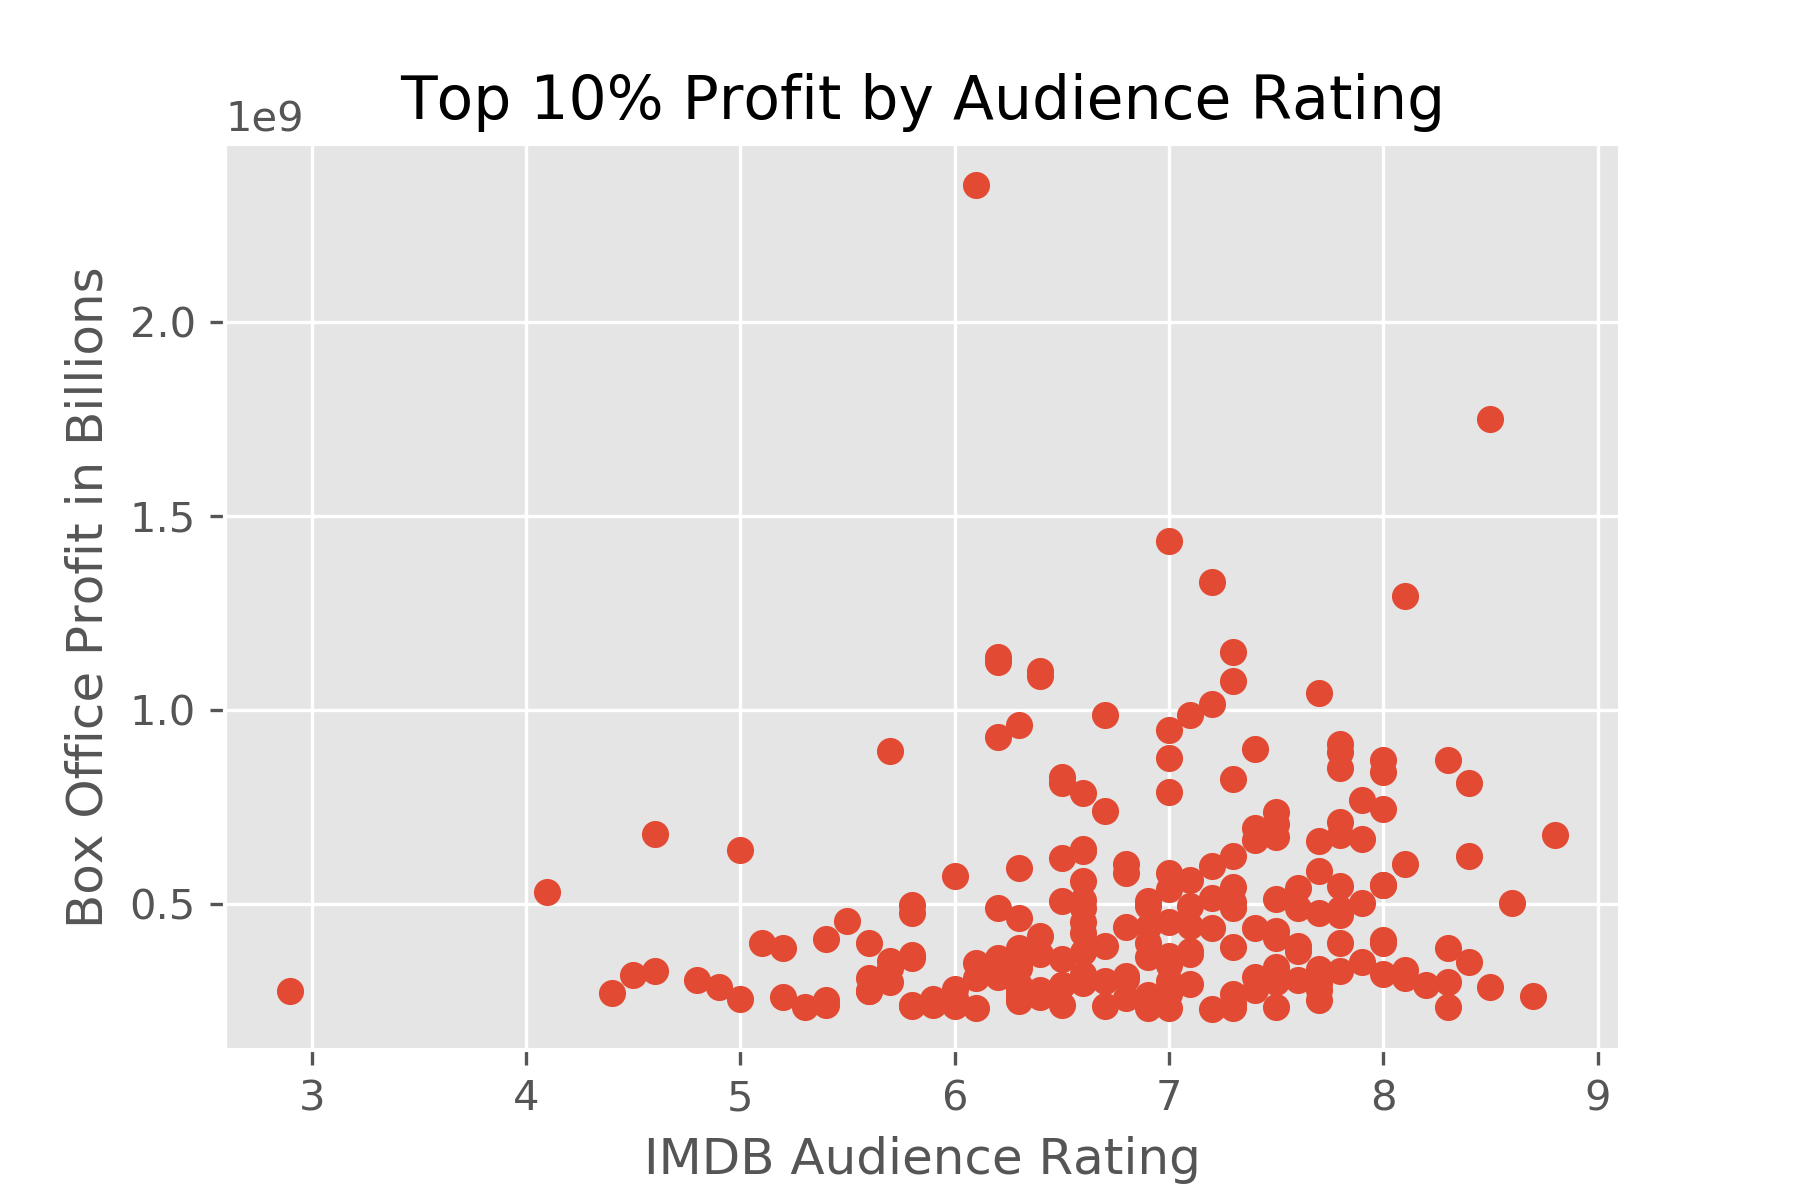 Top 10% Profit by Audience Rating
1e9
2.0
1.5
1.0
0.5
Box Office Profit in Billions
3 4 5 6 7 8 9
IMDB Audience Rating